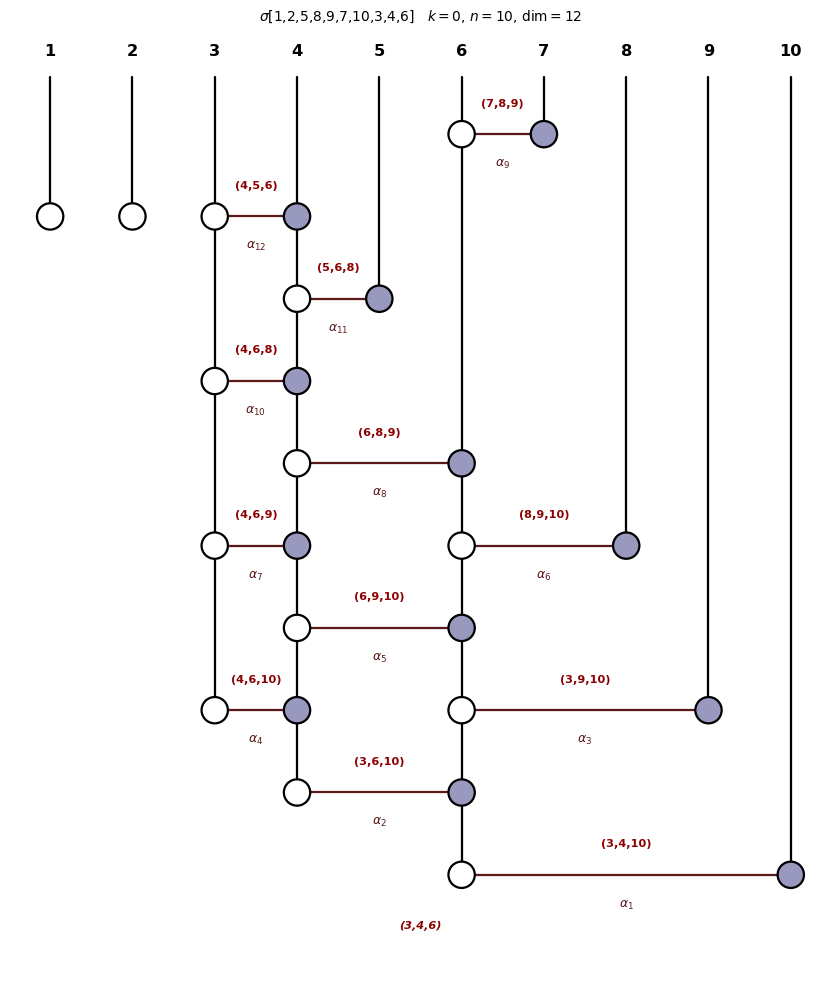 σ[1,2,5,8,9,7,10,3,4,6]   k=0, n=10, dim=12
1 2 3 4 5 6 7 8 9 10
(7,8,9)
α₉
(4,5,6)
α₁₂
(5,6,8)
α₁₁
(4,6,8)
α₁₀
(6,8,9)
α₈
(4,6,9) (8,9,10)
α₇ α₆
(6,9,10)
α₅
(4,6,10) (3,9,10)
α₄ α₃
(3,6,10)
α₂
(3,4,10)
α₁
(3,4,6)